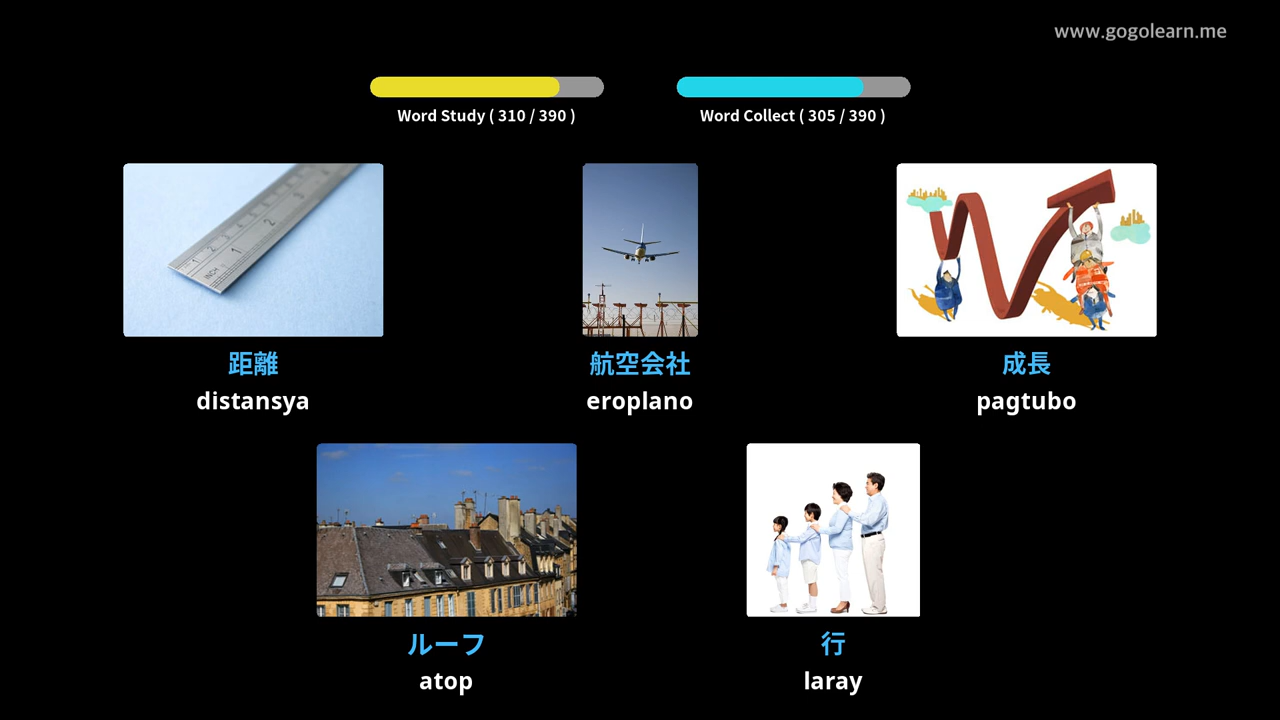 www.gogolearn.me
Word Study ( 310 / 390 )
Word Collect ( 305 / 390 )
距離
distansya
航空会社
eroplano
成長
pagtubo
ルーフ
atop
行
laray